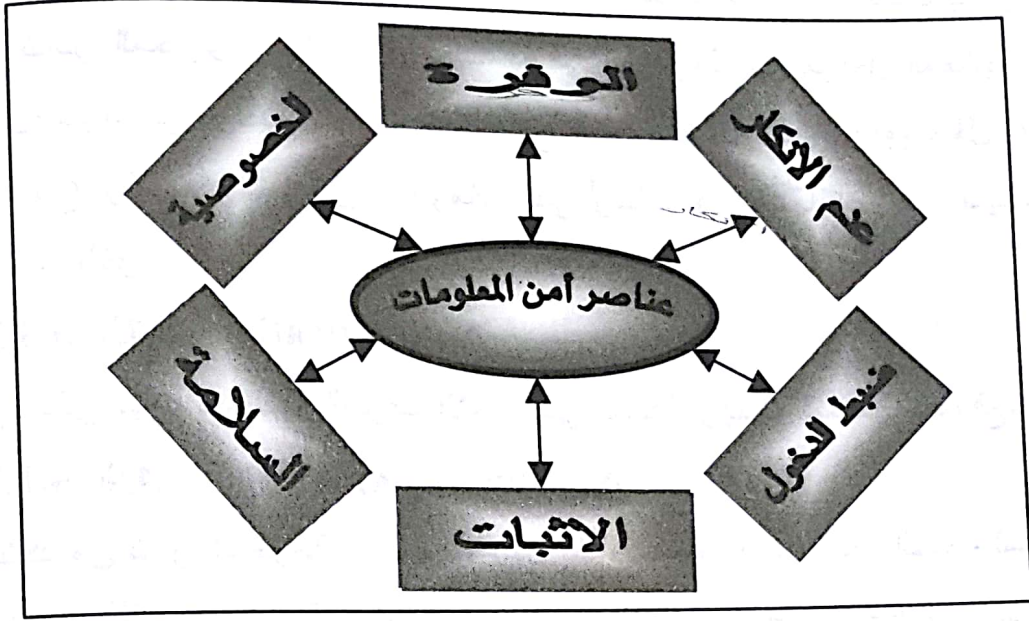 الوفرة
الخصوصية
عدم الانكار
عناصر أمن المعلومات
السلامة
ضبط الدخول
الاثبات